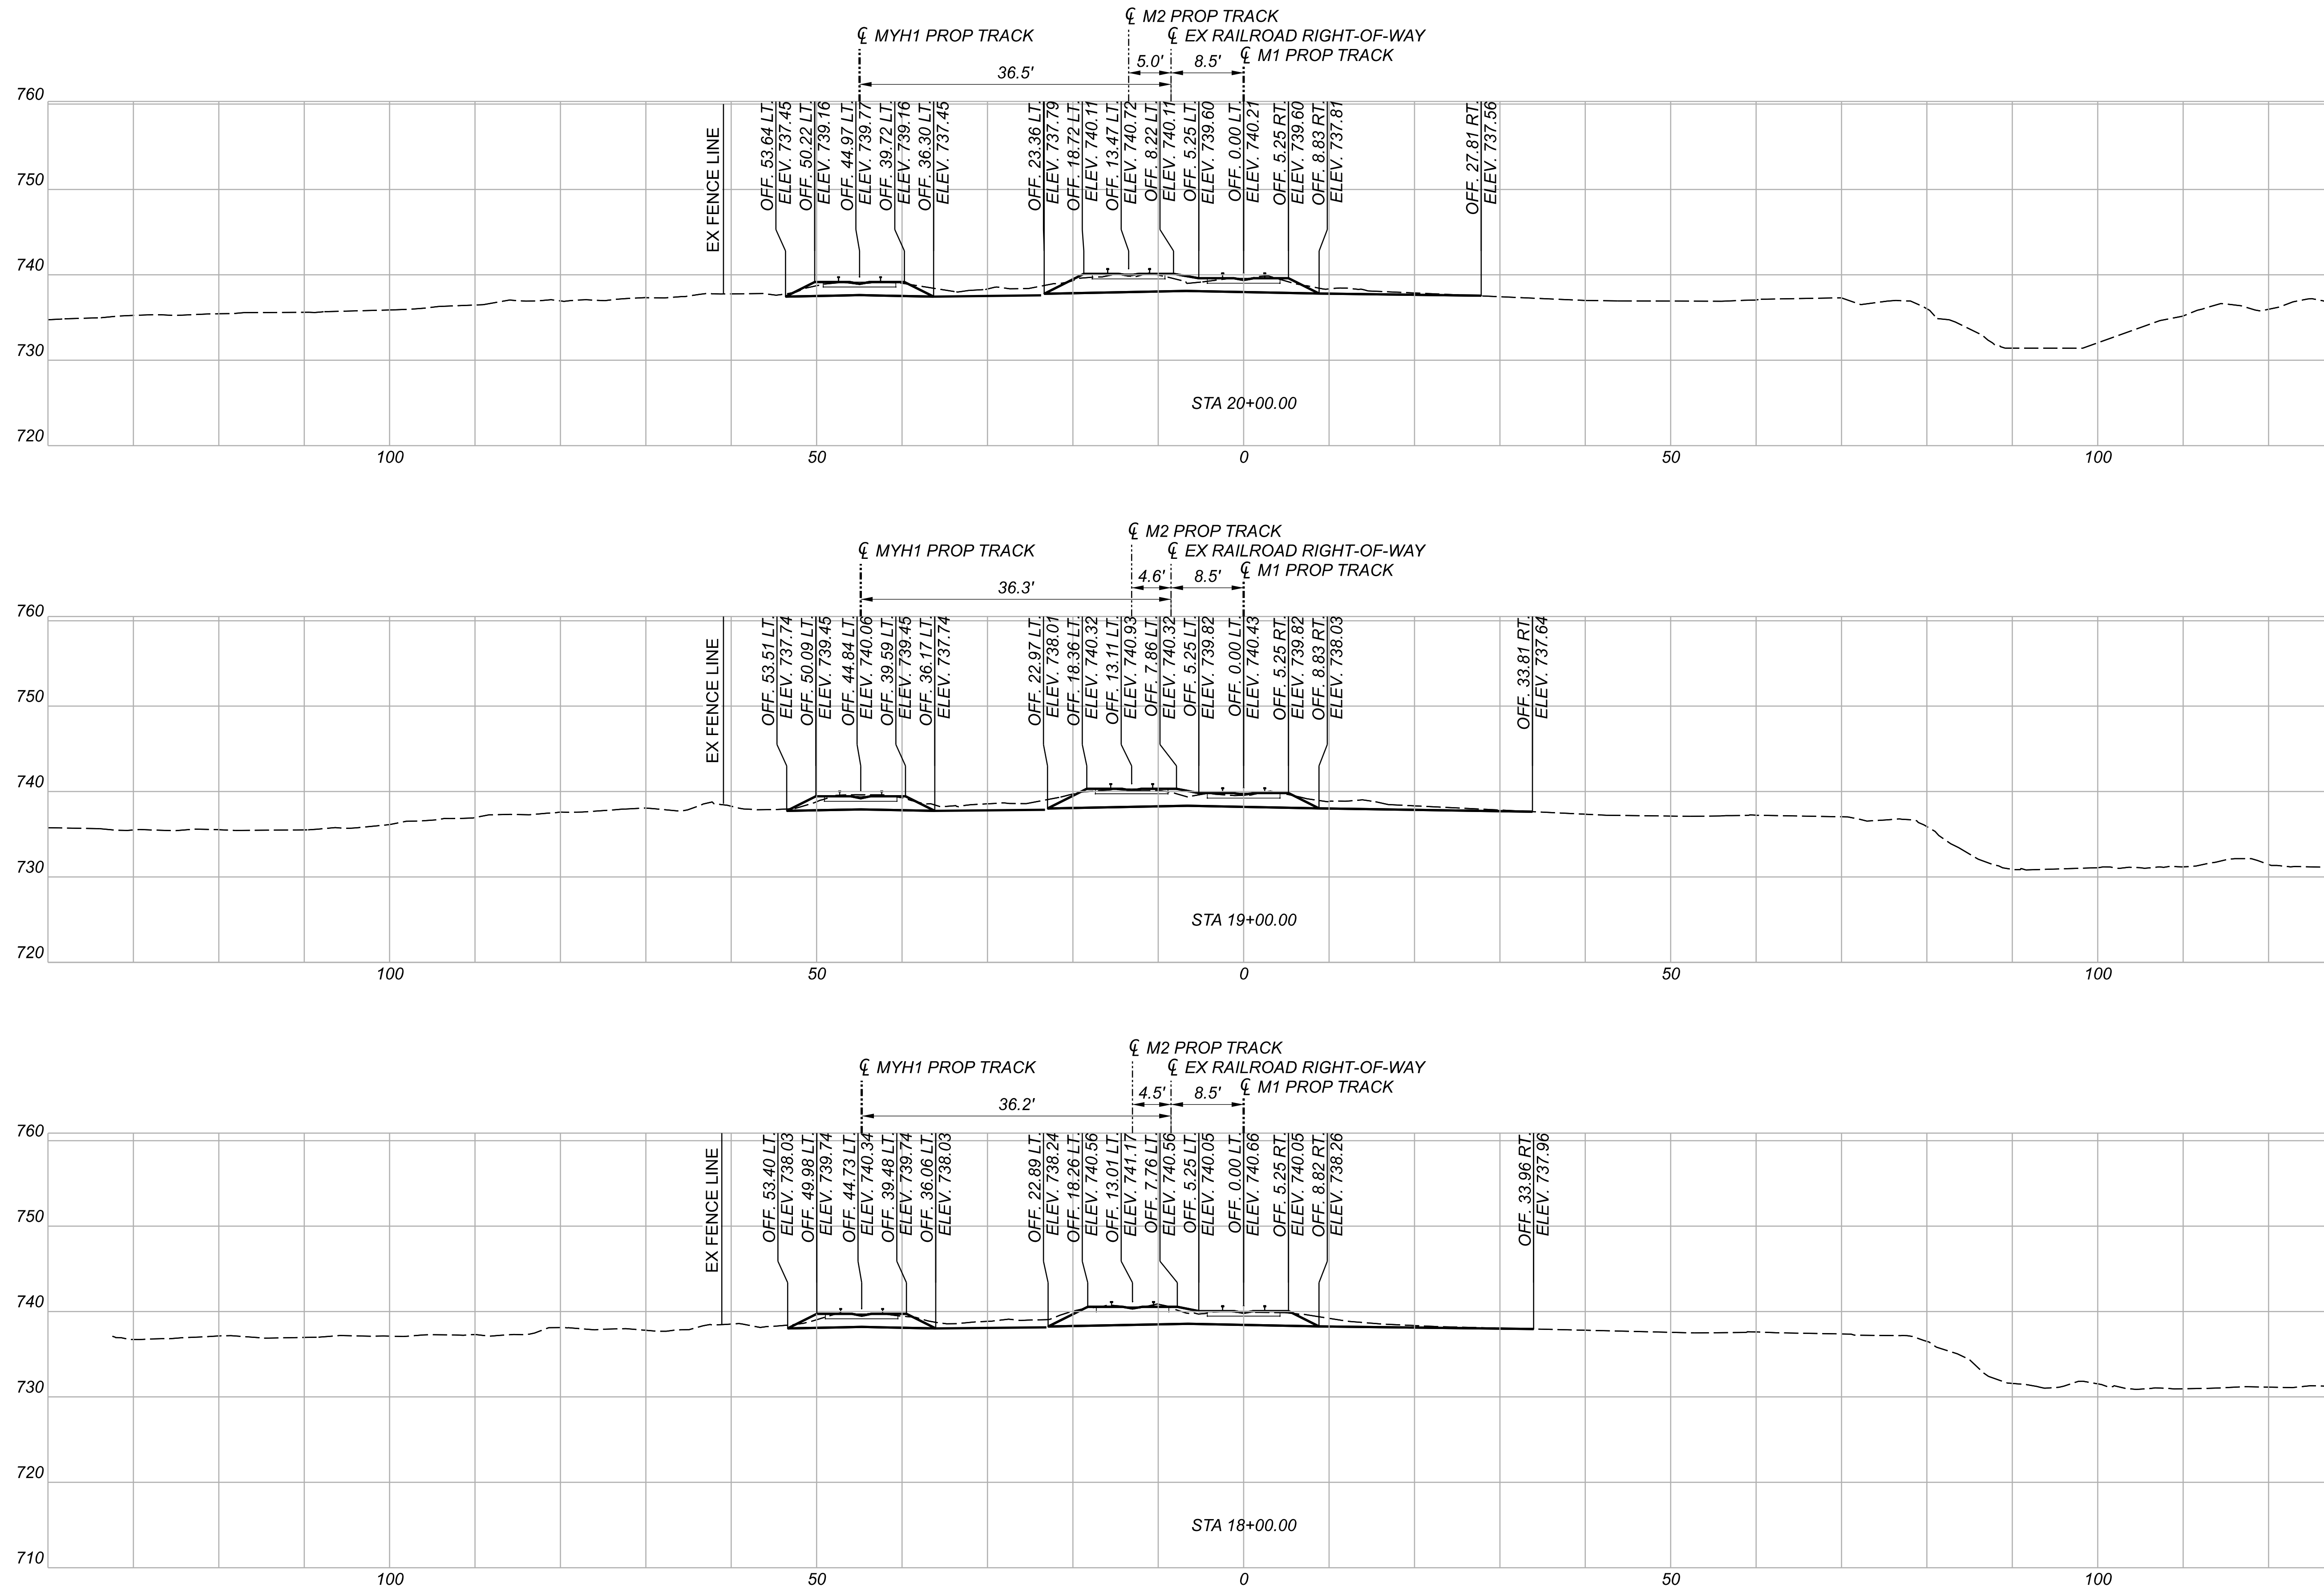 ℄ M2 PROP TRACK
℄ MYH1 PROP TRACK
℄ EX RAILROAD RIGHT-OF-WAY
℄ M1 PROP TRACK
36.5'
5.0'
8.5'
760
750
740
730
720
EX FENCE LINE
OFF. 53.64 LT.
ELEV. 737.45
OFF. 50.22 LT.
ELEV. 739.16
OFF. 44.97 LT.
ELEV. 739.77
OFF. 39.72 LT.
ELEV. 739.16
OFF. 36.30 LT.
ELEV. 737.45
OFF. 23.36 LT.
ELEV. 737.79
OFF. 18.72 LT.
ELEV. 740.11
OFF. 13.47 LT.
ELEV. 740.72
OFF. 8.22 LT.
ELEV. 740.11
OFF. 5.25 LT.
ELEV. 739.60
OFF. 0.00 LT.
ELEV. 740.21
OFF. 5.25 RT.
ELEV. 739.60
OFF. 8.83 RT.
ELEV. 737.81
OFF. 27.81 RT.
ELEV. 737.56
STA 20+00.00
100
50
0
50
100
℄ M2 PROP TRACK
℄ MYH1 PROP TRACK
℄ EX RAILROAD RIGHT-OF-WAY
℄ M1 PROP TRACK
36.3'
4.6'
8.5'
760
750
740
730
720
EX FENCE LINE
OFF. 53.51 LT.
ELEV. 737.74
OFF. 50.09 LT.
ELEV. 739.45
OFF. 44.84 LT.
ELEV. 740.06
OFF. 39.59 LT.
ELEV. 739.45
OFF. 36.17 LT.
ELEV. 737.74
OFF. 22.97 LT.
ELEV. 738.01
OFF. 18.36 LT.
ELEV. 740.32
OFF. 13.11 LT.
ELEV. 740.93
OFF. 7.86 LT.
ELEV. 740.32
OFF. 5.25 LT.
ELEV. 739.82
OFF. 0.00 LT.
ELEV. 740.43
OFF. 5.25 RT.
ELEV. 739.82
OFF. 8.83 RT.
ELEV. 738.03
OFF. 33.81 RT.
ELEV. 737.64
STA 19+00.00
100
50
0
50
100
℄ M2 PROP TRACK
℄ MYH1 PROP TRACK
℄ EX RAILROAD RIGHT-OF-WAY
℄ M1 PROP TRACK
36.2'
4.5'
8.5'
760
750
740
730
720
710
EX FENCE LINE
OFF. 53.40 LT.
ELEV. 738.03
OFF. 49.98 LT.
ELEV. 739.74
OFF. 44.73 LT.
ELEV. 740.34
OFF. 39.48 LT.
ELEV. 739.74
OFF. 36.06 LT.
ELEV. 738.03
OFF. 22.89 LT.
ELEV. 738.24
OFF. 18.26 LT.
ELEV. 740.56
OFF. 13.01 LT.
ELEV. 741.17
OFF. 7.76 LT.
ELEV. 740.56
OFF. 5.25 LT.
ELEV. 740.05
OFF. 0.00 LT.
ELEV. 740.66
OFF. 5.25 RT.
ELEV. 740.05
OFF. 8.82 RT.
ELEV. 738.26
OFF. 33.96 RT.
ELEV. 737.96
STA 18+00.00
100
50
0
50
100